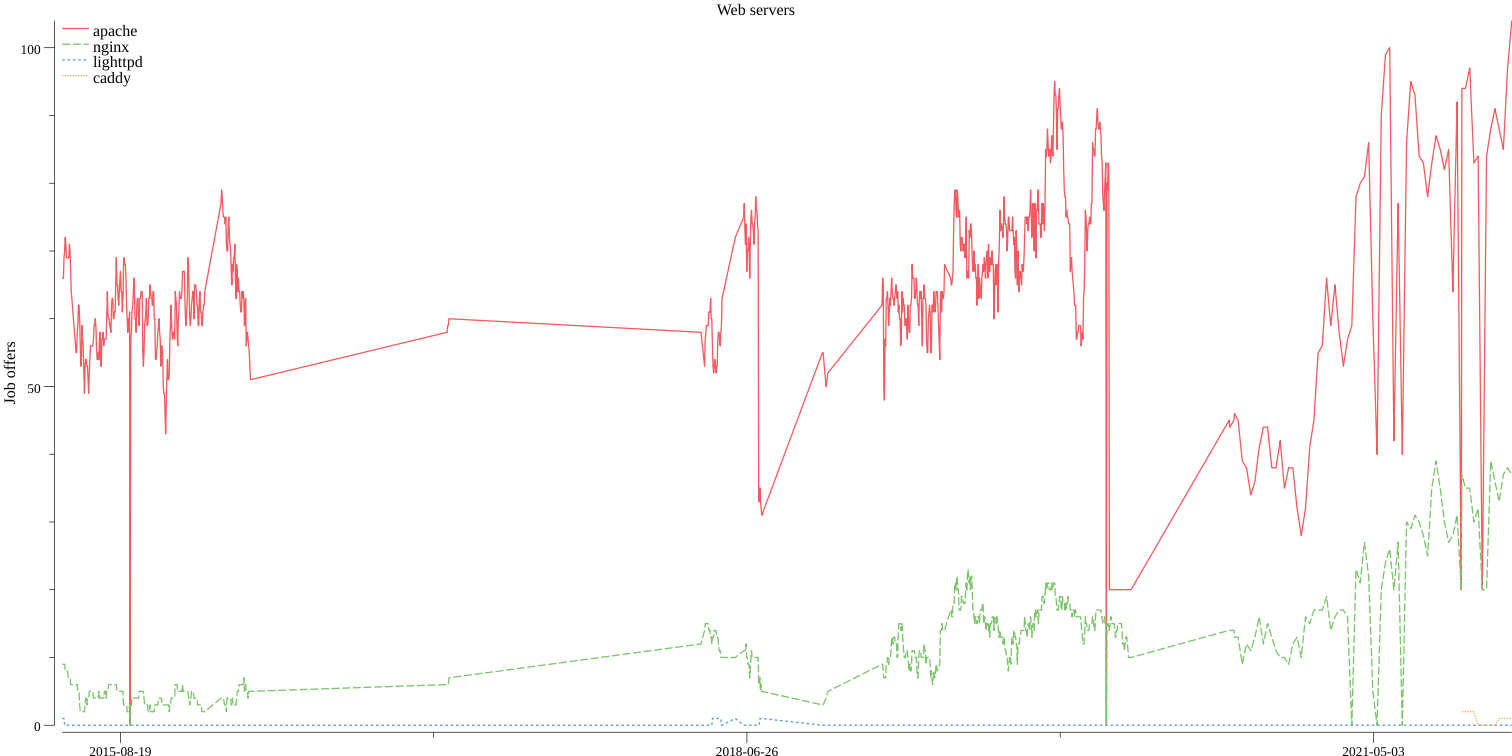 Web servers
apache
nginx
lighttpd
caddy
100
50
0
Job offers
2015-08-19
2018-06-26
2021-05-03